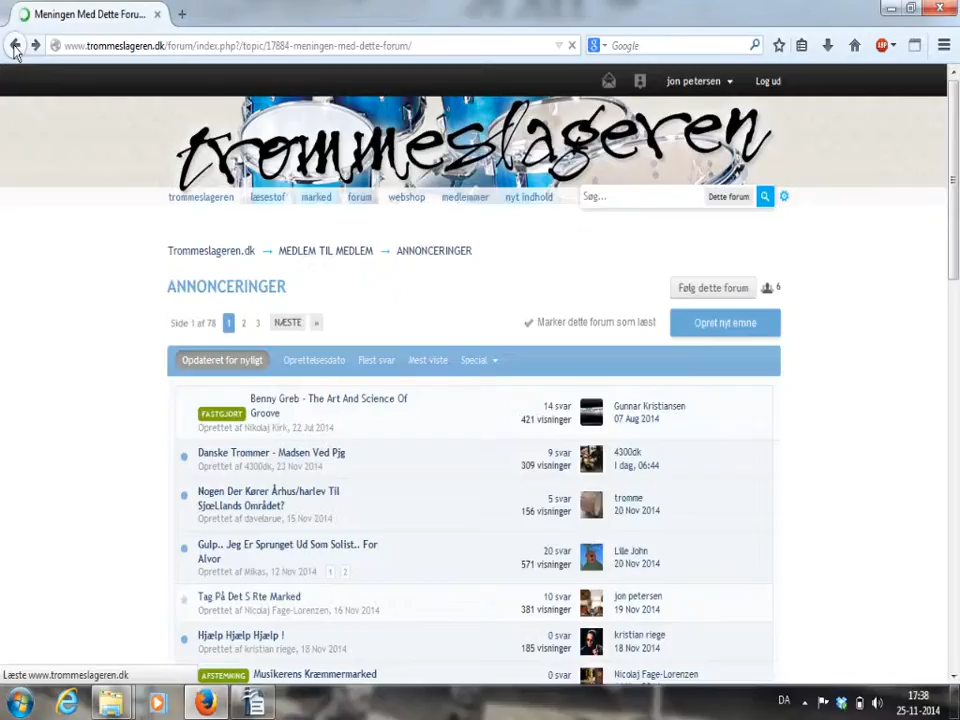 Meningen Med Dette Foru...
www.trommeslageren.dk/forum/index.php?/topic/17884-meningen-med-dette-forum/
Google
jon petersen
Log ud
trommeslageren
trommeslageren læsestof marked forum webshop medlemmer nyt indhold
Søg... Dette forum
Trommeslageren.dk → MEDLEM TIL MEDLEM → ANNONCERINGER
ANNONCERINGER
Følg dette forum 6
Side 1 af 78 1 2 3 NÆSTE »
Marker dette forum som læst
Opret nyt emne
Opdateret for nyligt Oprettelsesdato Flest svar Mest viste Special
Benny Greb - The Art And Science Of
FASTGJORT Groove
Oprettet af Nikolaj Kirk, 22 Jul 2014
14 svar
421 visninger
Gunnar Kristiansen
07 Aug 2014
Danske Trommer - Madsen Ved Pjg
Oprettet af 4300dk, 23 Nov 2014
9 svar
309 visninger
4300dk
I dag, 06:44
Nogen Der Kører Århus/harlev Til
SjœLlands Området?
Oprettet af davelarue, 15 Nov 2014
5 svar
156 visninger
tromme
20 Nov 2014
Gulp.. Jeg Er Sprunget Ud Som Solist.. For
Alvor
Oprettet af Mikas, 12 Nov 2014 1 2
20 svar
571 visninger
Lille John
20 Nov 2014
Tag På Det S Rte Marked
Oprettet af Nicolaj Fage-Lorenzen, 16 Nov 2014
10 svar
381 visninger
jon petersen
19 Nov 2014
Hjælp Hjælp Hjælp !
Oprettet af kristian riege, 18 Nov 2014
0 svar
185 visninger
kristian riege
18 Nov 2014
AFSTEMNING Musikerens Kræmmermarked
0 svar
Nicolaj Fage-Lorenzen
Læste www.trommeslageren.dk
DA
17:38
25-11-2014